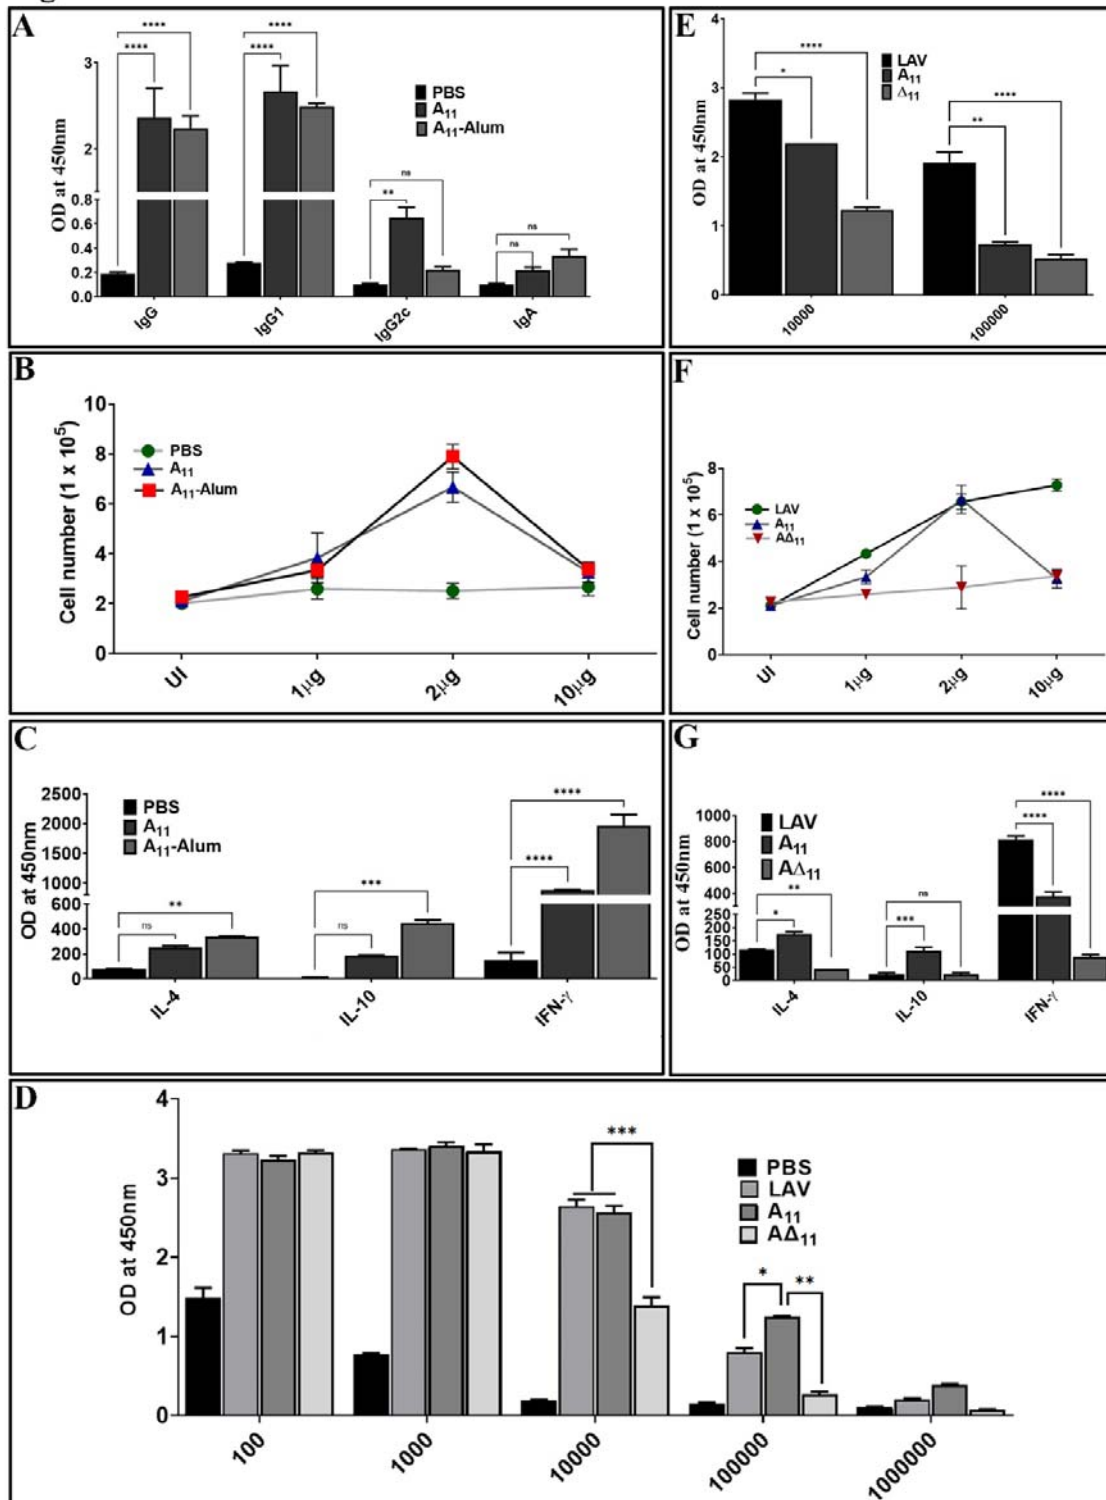 A
OD at 450nm
3
2
0.8
0.6
0.4
0.2
0.0
****
****
****
****
ns
**
ns
ns
PBS
A11
A11-Alum
IgG
IgG1
IgG2c
IgA
E
OD at 450nm
4
3
2
1
0
****
*
****
**
LAV
A11
Δ11
10000
100000
B
Cell number (1 x 10⁵)
10
8
6
4
2
0
PBS
A11
A11-Alum
UI
1µg
2µg
10µg
F
Cell number (1 x 10⁵)
8
6
4
2
0
LAV
A11
AΔ11
UI
1µg
2µg
10µg
C
OD at 450nm
2500
2000
1500
1000
600
400
200
0
PBS
A11
A11-Alum
**
ns
***
ns
****
****
IL-4
IL-10
IFN-γ
G
OD at 450nm
1000
800
600
400
250
200
150
100
50
0
LAV
A11
AΔ11
**
*
ns
***
****
****
IL-4
IL-10
IFN-γ
D
OD at 450nm
4
3
2
1
0
***
*
**
PBS
LAV
A11
AΔ11
100
1000
10000
100000
1000000